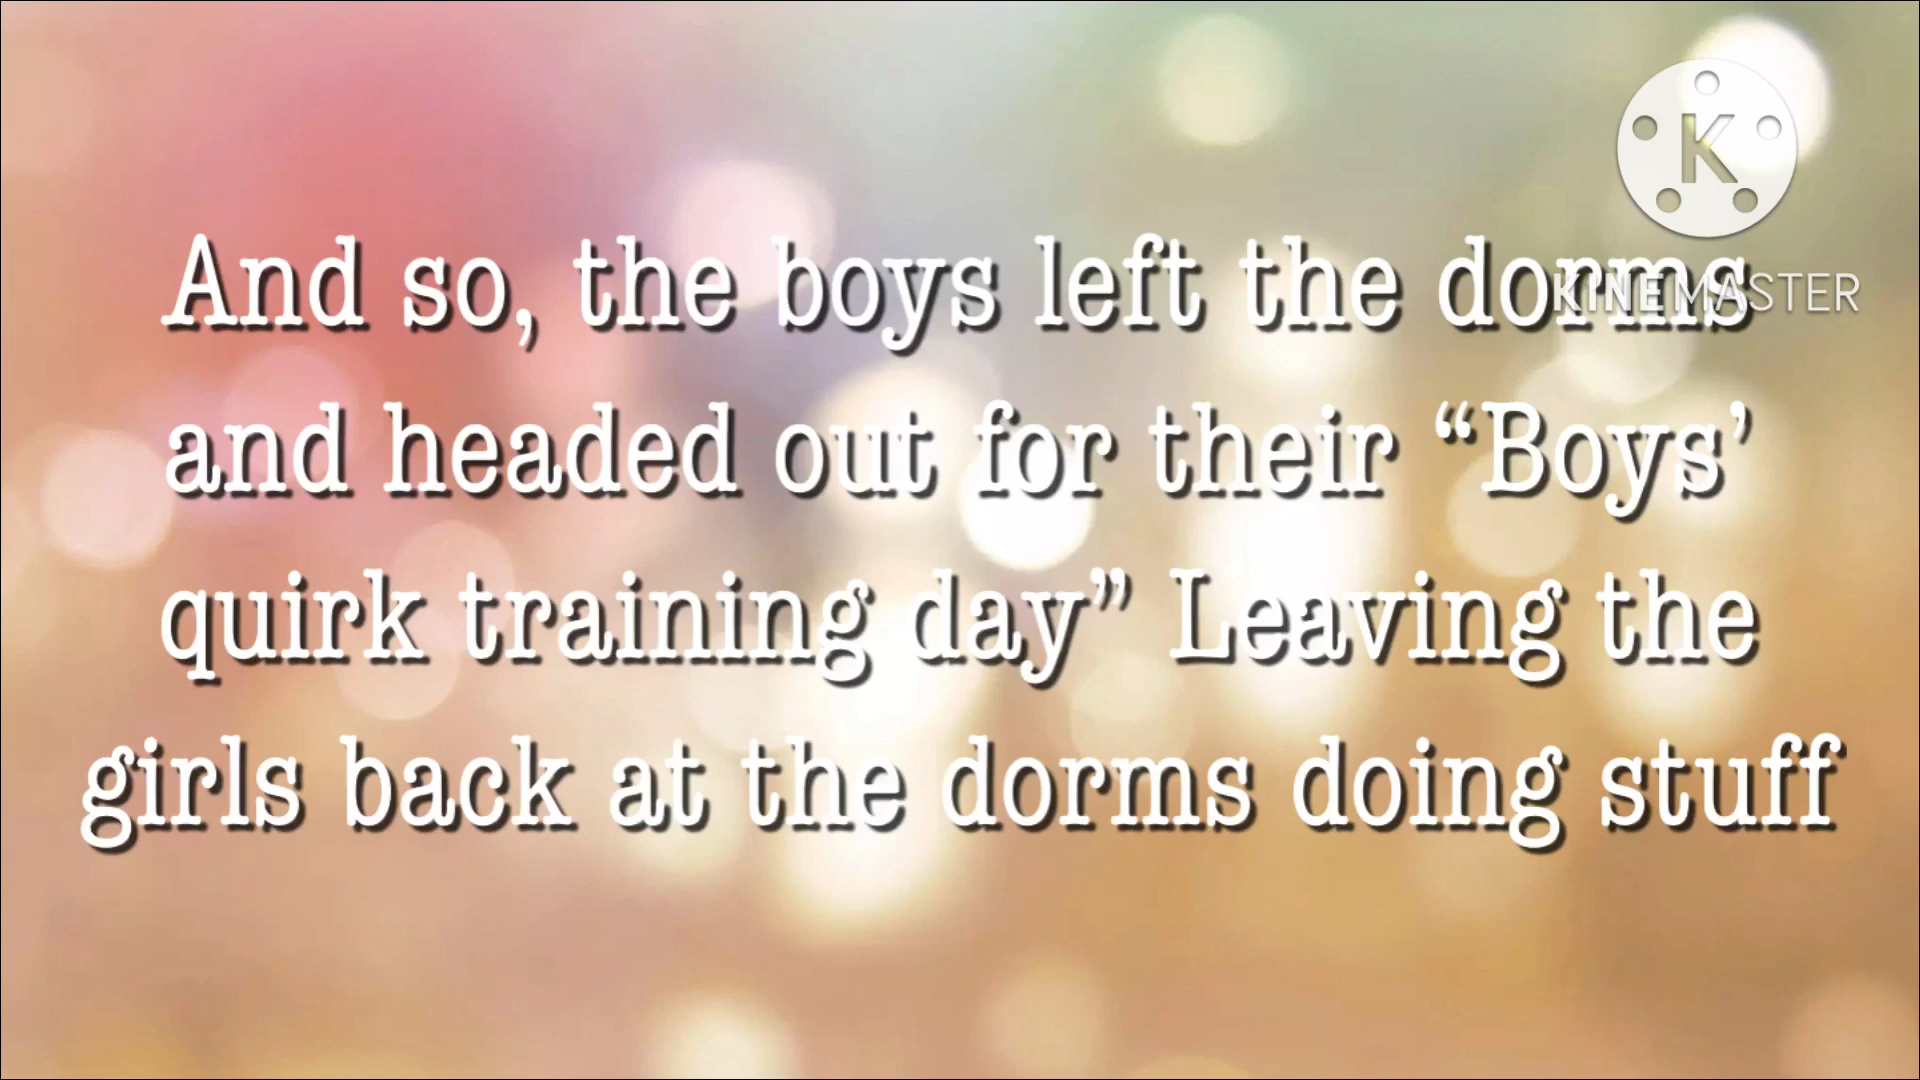 K
KINEMASTER
And so, the boys left the dorms
and headed out for their “Boys’
quirk training day” Leaving the
girls back at the dorms doing stuff